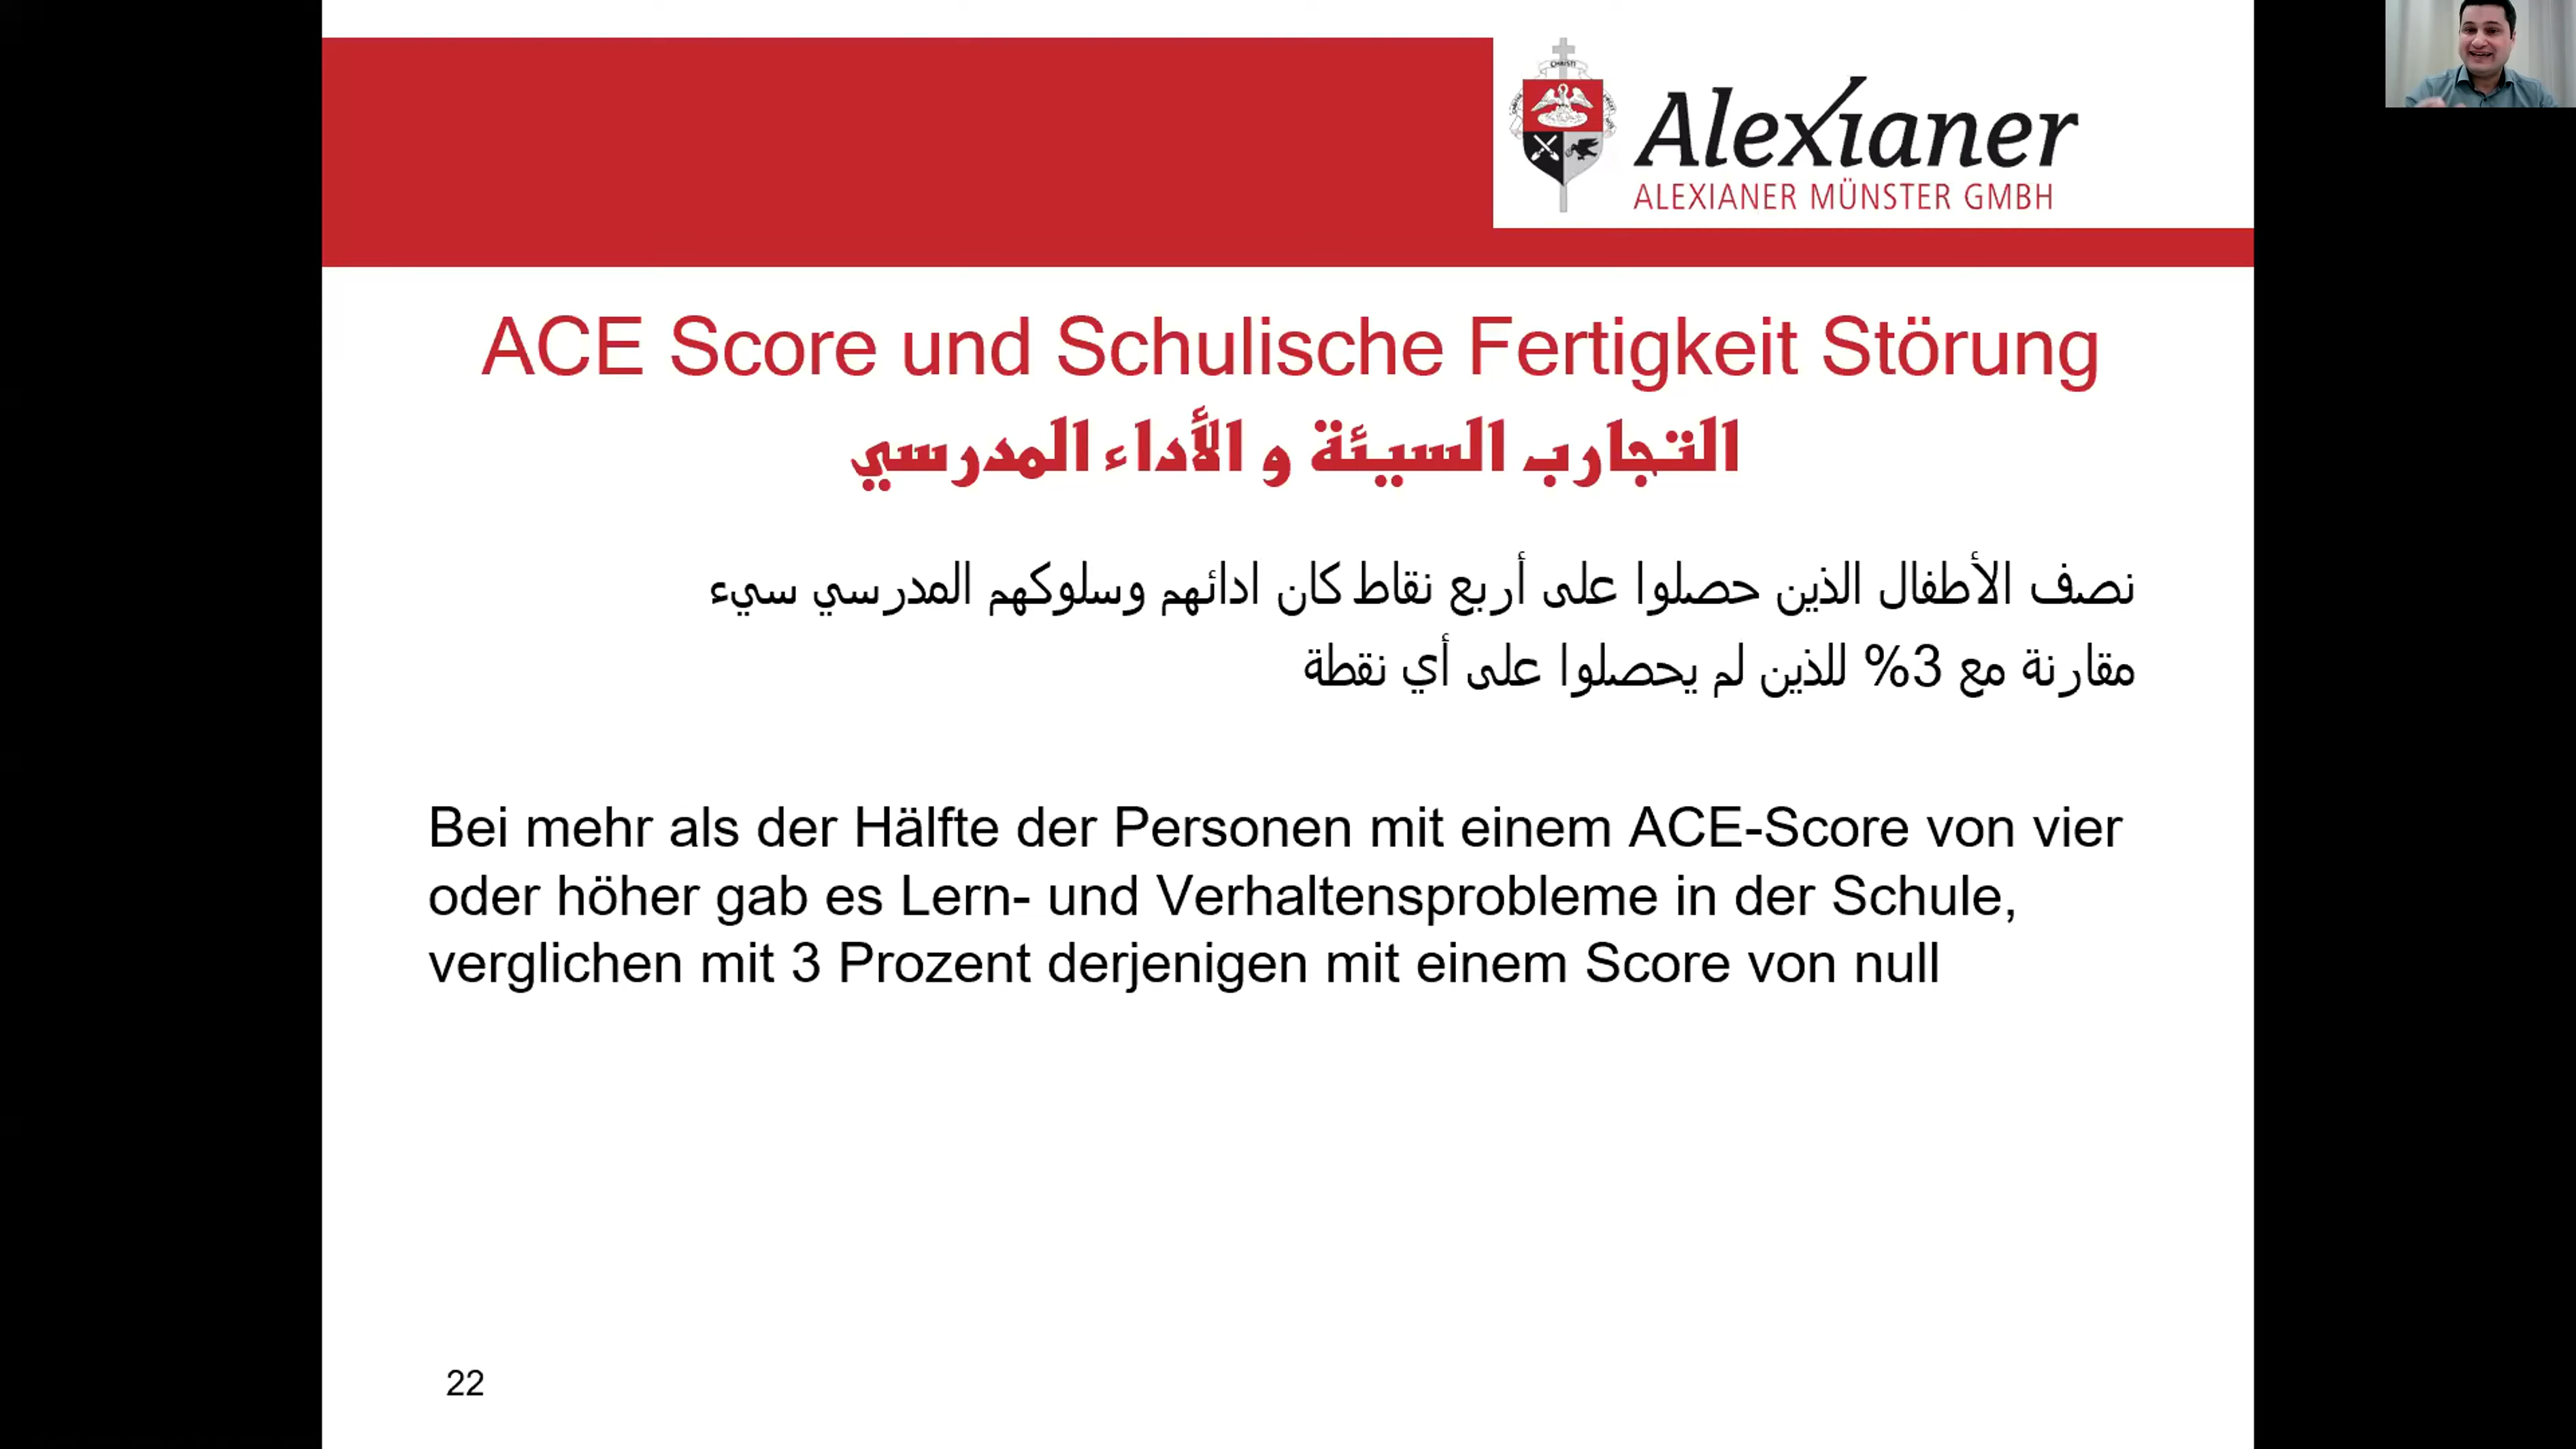 CHRISTI
Alexianer
ALEXIANER MÜNSTER GMBH
ACE Score und Schulische Fertigkeit Störung
التجارب السيئة و الأداء المدرسي
نصف الأطفال الذين حصلوا على أربع نقاط كان ادائهم وسلوكهم المدرسي سيء
مقارنة مع 3% للذين لم يحصلوا على أي نقطة
Bei mehr als der Hälfte der Personen mit einem ACE-Score von vier
oder höher gab es Lern- und Verhaltensprobleme in der Schule,
verglichen mit 3 Prozent derjenigen mit einem Score von null
22